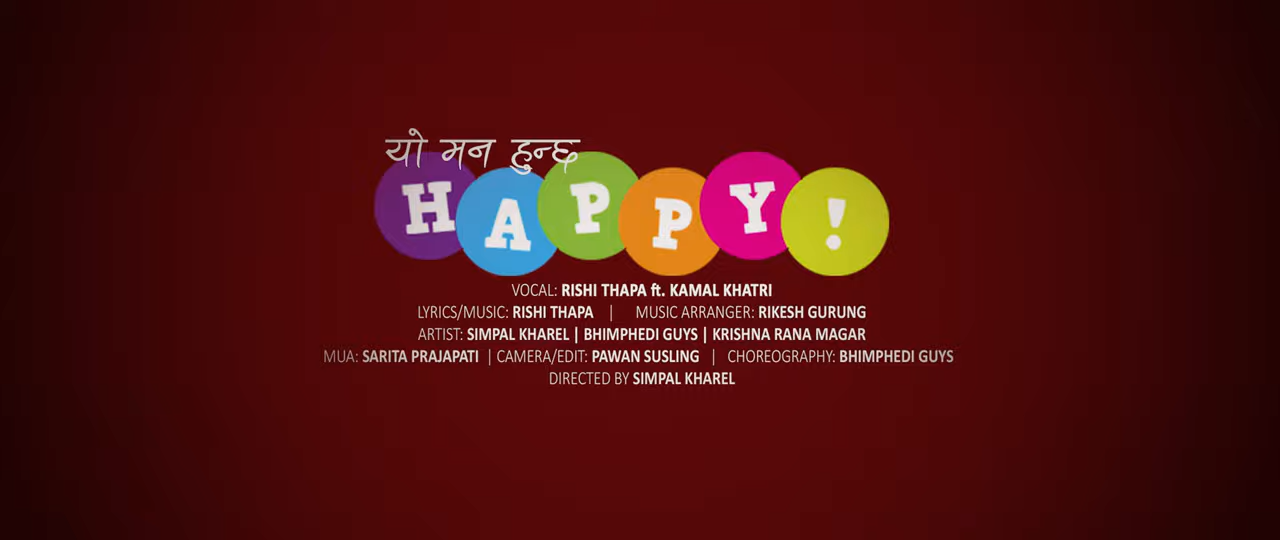 यो मन हुन्छ
HAPPY!
VOCAL: RISHI THAPA ft. KAMAL KHATRI
LYRICS/MUSIC: RISHI THAPA | MUSIC ARRANGER: RIKESH GURUNG
ARTIST: SIMPAL KHAREL | BHIMPHEDI GUYS | KRISHNA RANA MAGAR
MUA: SARITA PRAJAPATI | CAMERA/EDIT: PAWAN SUSLING | CHOREOGRAPHY: BHIMPHEDI GUYS
DIRECTED BY SIMPAL KHAREL